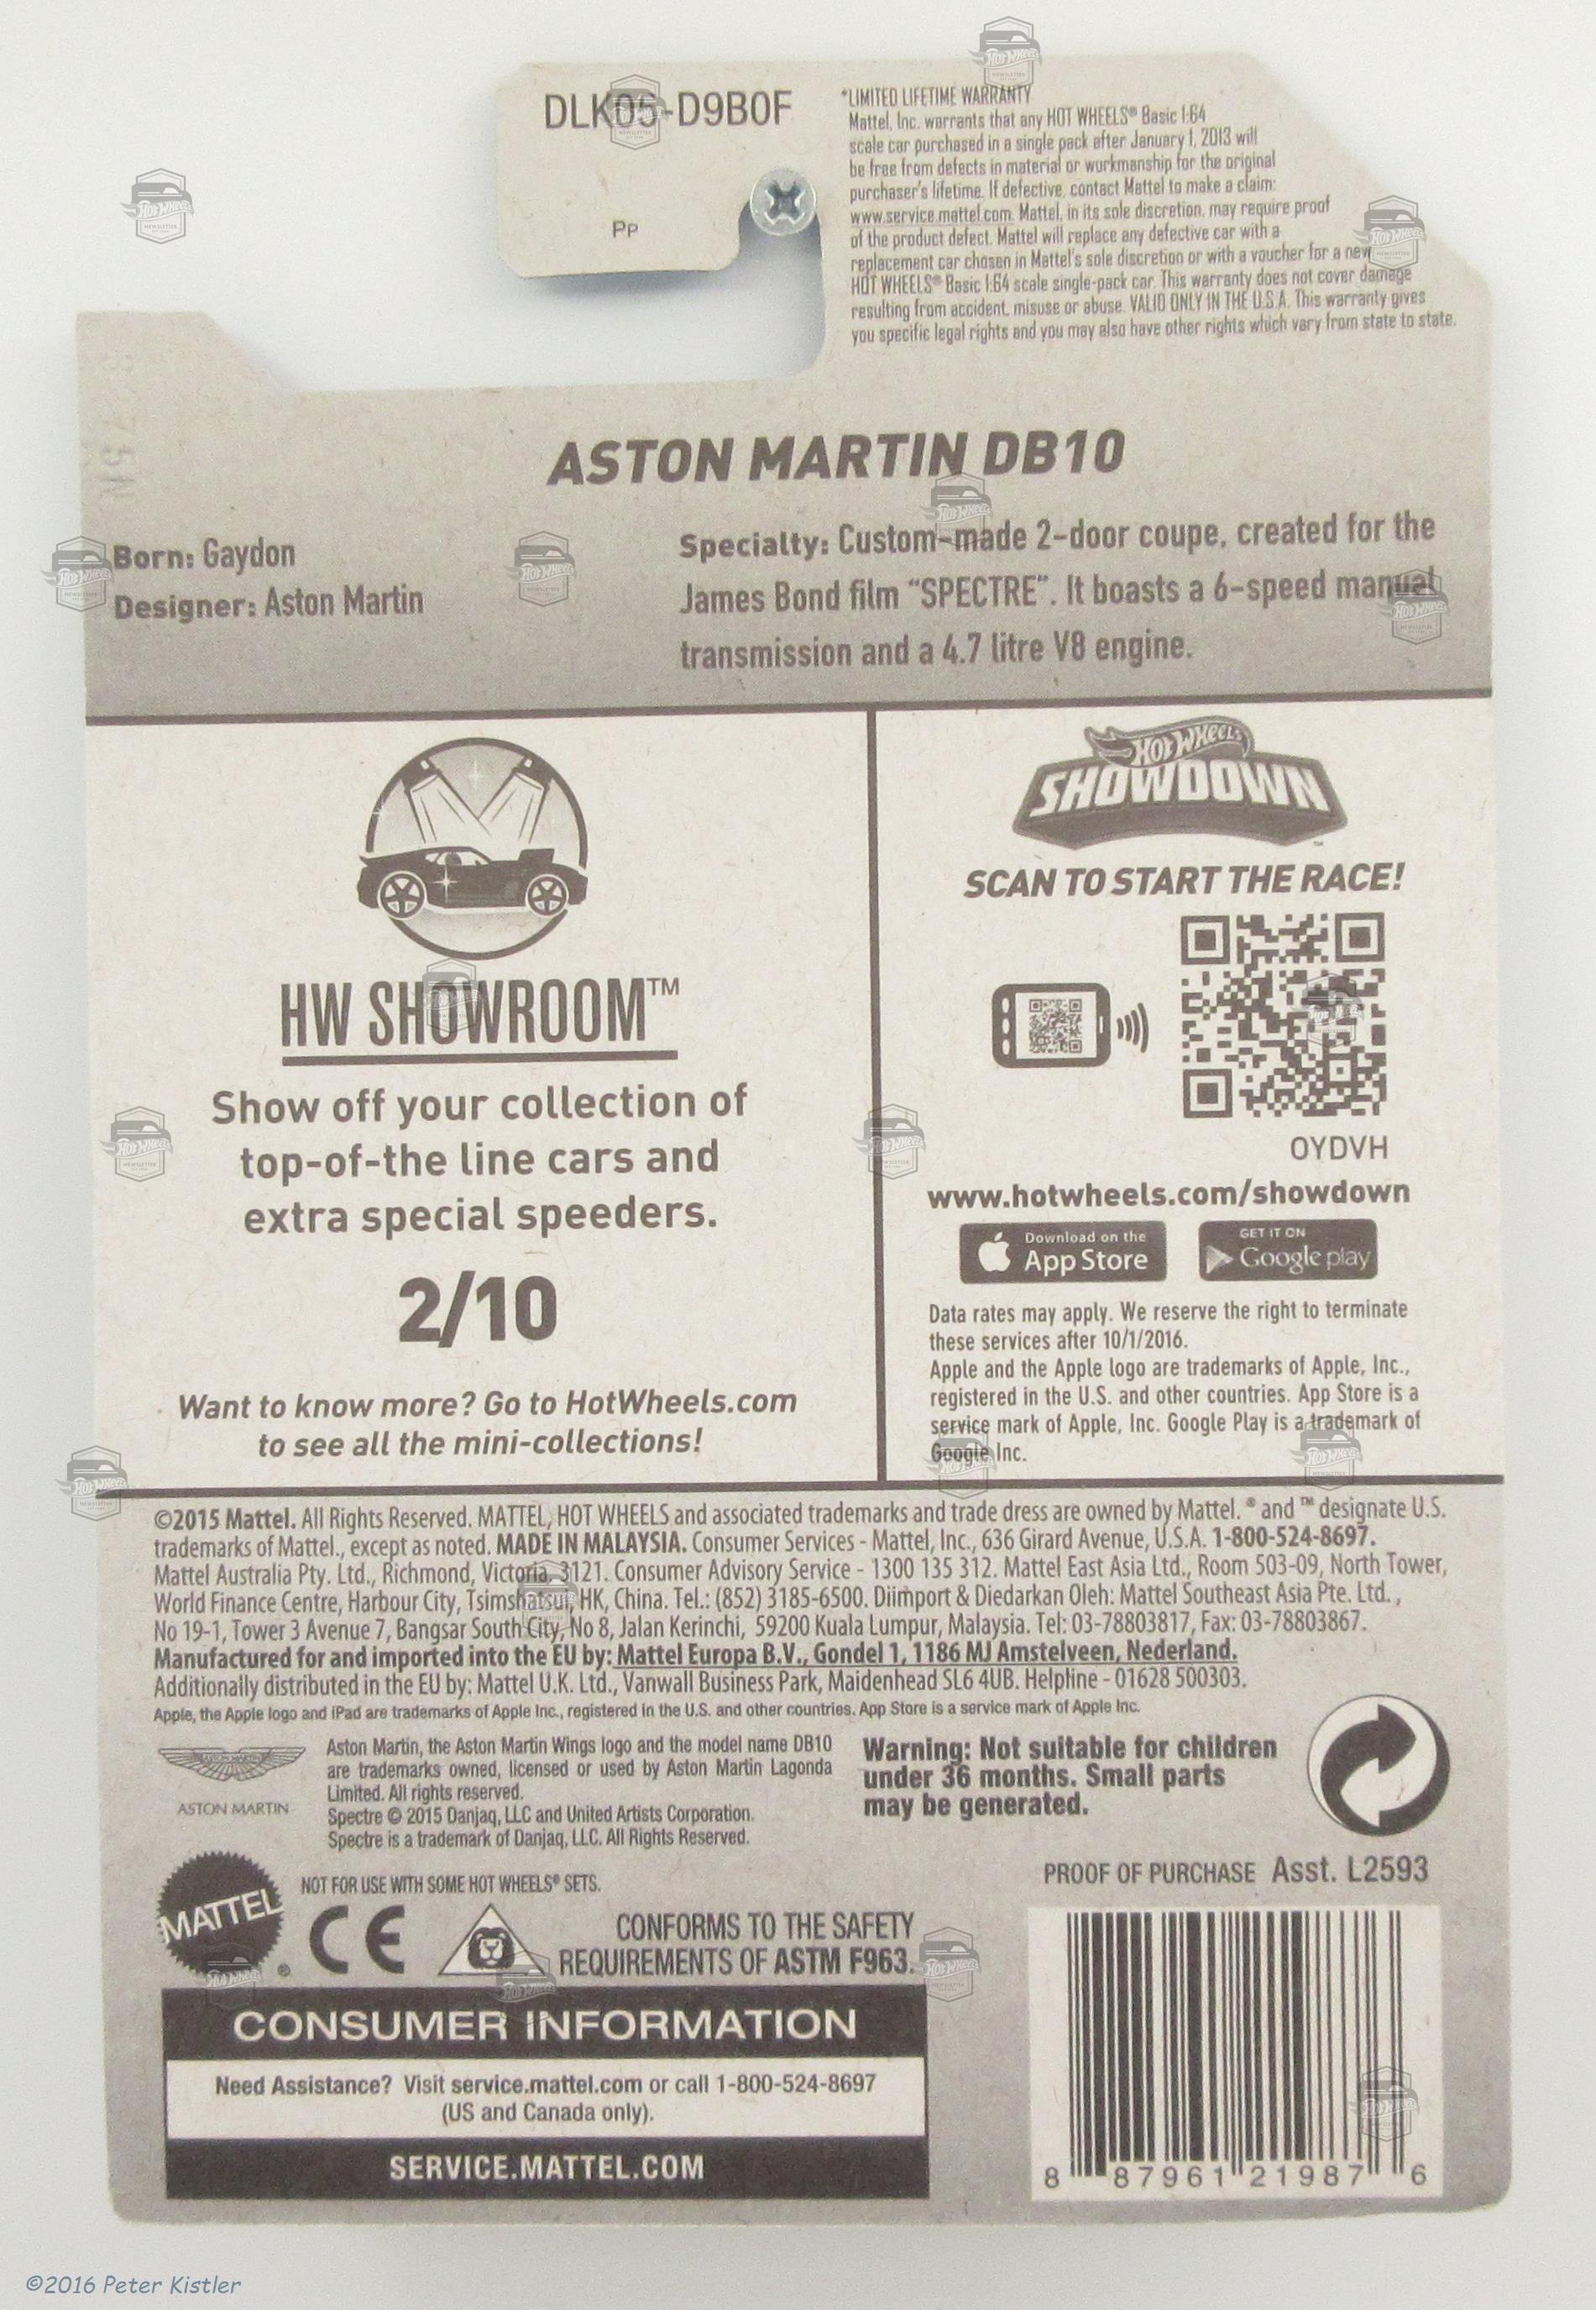 DLK05-D9B0F
Pp
*LIMITED LIFETIME WARRANTY
Mattel, Inc. warrants that any HOT WHEELS® Basic 1:64
scale car purchased in a single pack after January 1, 2013 will
be free from defects in material or workmanship for the original
purchaser's lifetime. If defective, contact Mattel to make a claim:
www.service.mattel.com. Mattel, in its sole discretion, may require proof
of the product defect. Mattel will replace any defective car with a
replacement car chosen in Mattel's sole discretion or with a voucher for a new
HOT WHEELS® Basic 1:64 scale single-pack car. This warranty does not cover damage
resulting from accident, misuse or abuse. VALID ONLY IN THE U.S.A. This warranty gives
you specific legal rights and you may also have other rights which vary from state to state.
ASTON MARTIN DB10
Born: Gaydon
Designer: Aston Martin
Specialty: Custom-made 2-door coupe, created for the
James Bond film “SPECTRE”. It boasts a 6-speed manual
transmission and a 4.7 litre V8 engine.
HW SHOWROOM™
Show off your collection of
top-of-the line cars and
extra special speeders.
2/10
Want to know more? Go to HotWheels.com
to see all the mini-collections!
HOT WHEELS
SHOWDOWN™
SCAN TO START THE RACE!
OYDVH
www.hotwheels.com/showdown
Download on the
App Store
GET IT ON
Google play
Data rates may apply. We reserve the right to terminate
these services after 10/1/2016.
Apple and the Apple logo are trademarks of Apple, Inc.,
registered in the U.S. and other countries. App Store is a
service mark of Apple, Inc. Google Play is a trademark of
Google Inc.
©2015 Mattel. All Rights Reserved. MATTEL, HOT WHEELS and associated trademarks and trade dress are owned by Mattel. ® and ™ designate U.S.
trademarks of Mattel., except as noted. MADE IN MALAYSIA. Consumer Services - Mattel, Inc., 636 Girard Avenue, U.S.A. 1-800-524-8697.
Mattel Australia Pty. Ltd., Richmond, Victoria, 3121. Consumer Advisory Service - 1300 135 312. Mattel East Asia Ltd., Room 503-09, North Tower,
World Finance Centre, Harbour City, Tsimshatsui, HK, China. Tel.: (852) 3185-6500. Diimport & Diedarkan Oleh: Mattel Southeast Asia Pte. Ltd. ,
No 19-1, Tower 3 Avenue 7, Bangsar South City, No 8, Jalan Kerinchi, 59200 Kuala Lumpur, Malaysia. Tel: 03-78803817, Fax: 03-78803867.
Manufactured for and imported into the EU by: Mattel Europa B.V., Gondel 1, 1186 MJ Amstelveen, Nederland.
Additionally distributed in the EU by: Mattel U.K. Ltd., Vanwall Business Park, Maidenhead SL6 4UB. Helpline - 01628 500303.
Apple, the Apple logo and iPad are trademarks of Apple Inc., registered in the U.S. and other countries. App Store is a service mark of Apple Inc.
ASTON MARTIN
Aston Martin, the Aston Martin Wings logo and the model name DB10
are trademarks owned, licensed or used by Aston Martin Lagonda
Limited. All rights reserved.
Spectre © 2015 Danjaq, LLC and United Artists Corporation.
Spectre is a trademark of Danjaq, LLC. All Rights Reserved.
Warning: Not suitable for children
under 36 months. Small parts
may be generated.
PROOF OF PURCHASE Asst. L2593
MATTEL®
NOT FOR USE WITH SOME HOT WHEELS® SETS.
CE
CONFORMS TO THE SAFETY
REQUIREMENTS OF ASTM F963.
CONSUMER INFORMATION
Need Assistance? Visit service.mattel.com or call 1-800-524-8697
(US and Canada only).
SERVICE.MATTEL.COM
8 87961 21987 6
©2016 Peter Kistler